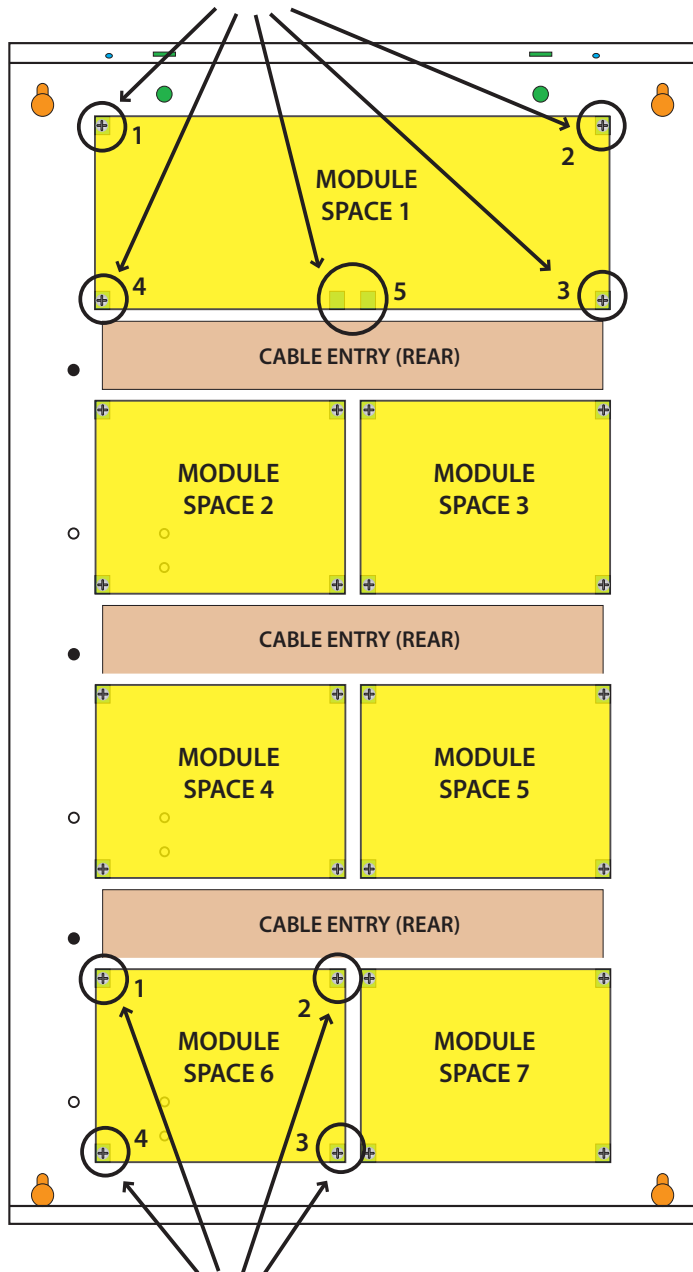 1
2
MODULE
SPACE 1
4
5
3
CABLE ENTRY (REAR)
MODULE
SPACE 2
MODULE
SPACE 3
CABLE ENTRY (REAR)
MODULE
SPACE 4
MODULE
SPACE 5
CABLE ENTRY (REAR)
1
2
MODULE
SPACE 6
MODULE
SPACE 7
4
3